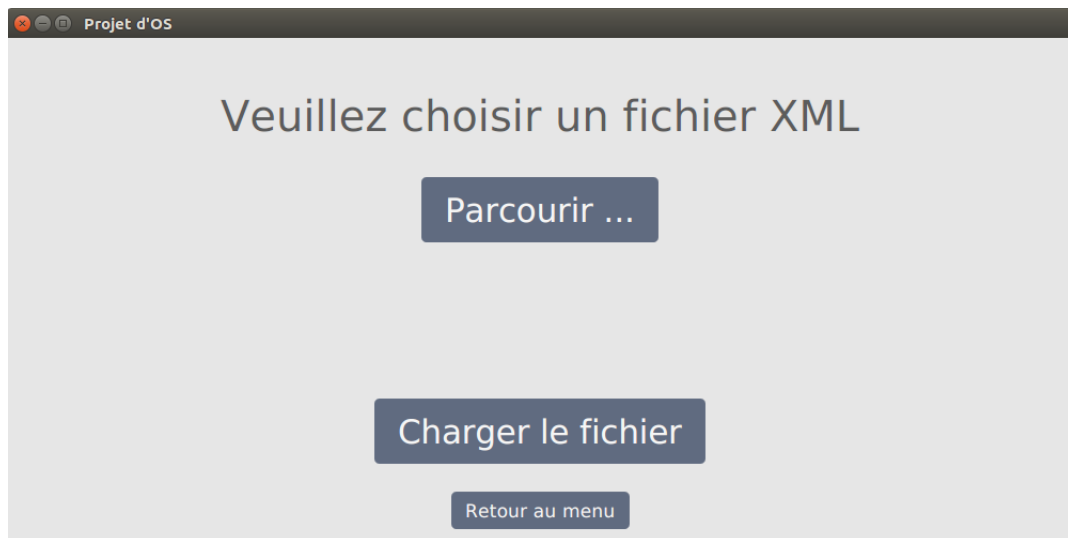 Projet d'OS
Veuillez choisir un fichier XML
Parcourir ...
Charger le fichier
Retour au menu